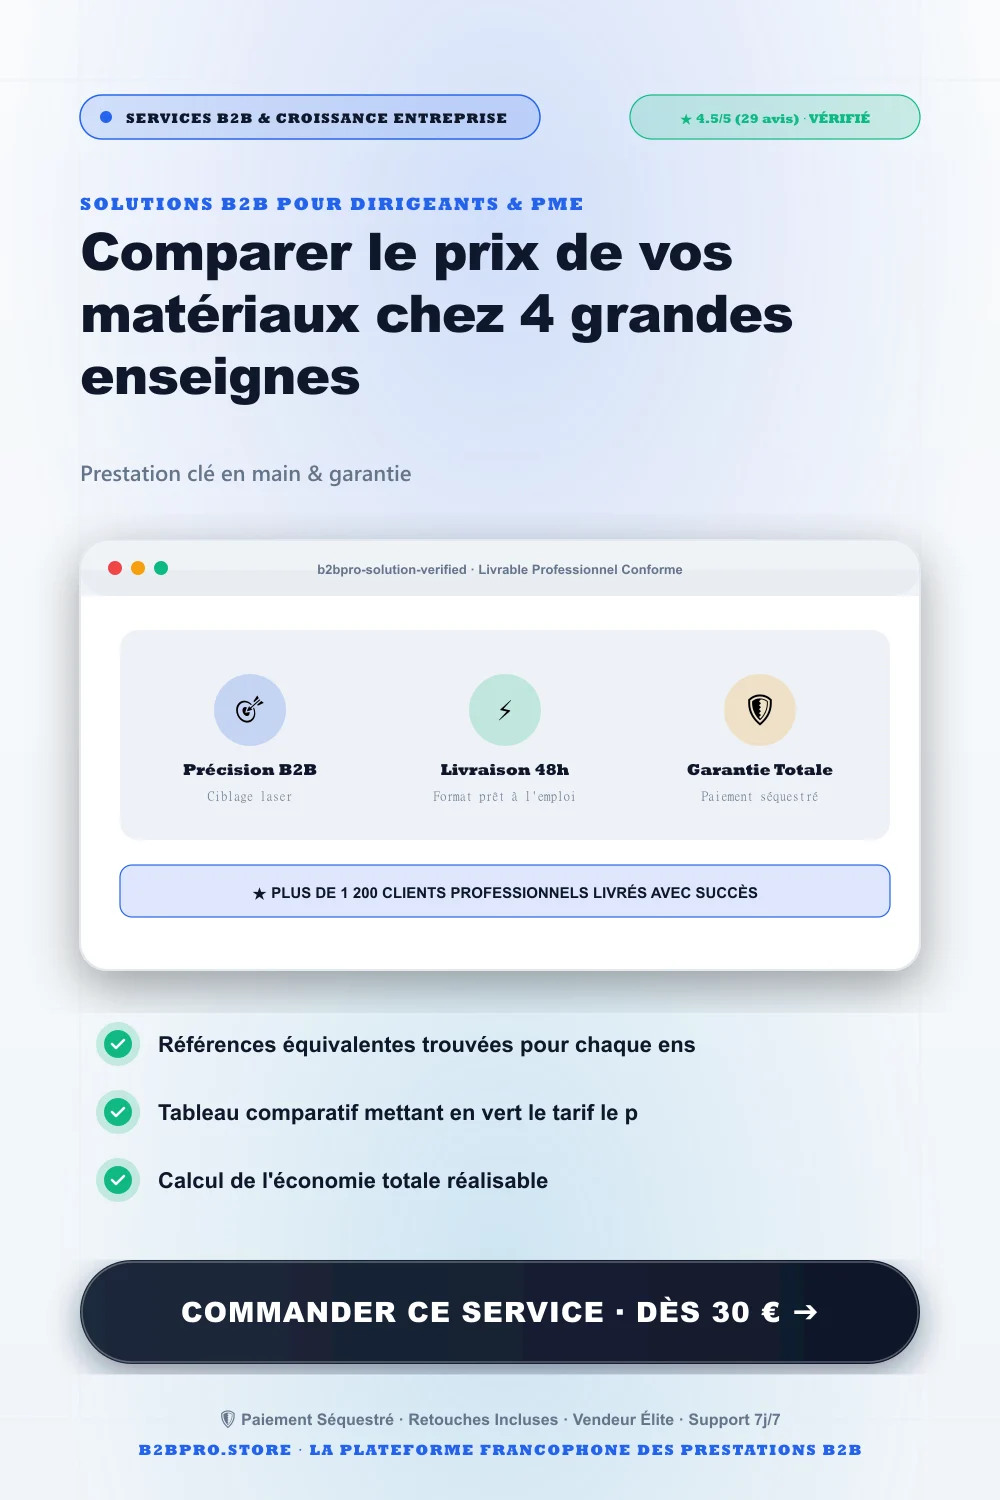 SERVICES B2B & CROISSANCE ENTREPRISE
★ 4.5/5 (29 avis) · VÉRIFIÉ
SOLUTIONS B2B POUR DIRIGEANTS & PME
Comparer le prix de vos
matériaux chez 4 grandes
enseignes
Prestation clé en main & garantie
b2bpro-solution-verified · Livrable Professionnel Conforme
Précision B2B
Ciblage laser
Livraison 48h
Format prêt à l'emploi
Garantie Totale
Paiement séquestré
★ PLUS DE 1 200 CLIENTS PROFESSIONNELS LIVRÉS AVEC SUCCÈS
Références équivalentes trouvées pour chaque ens
Tableau comparatif mettant en vert le tarif le p
Calcul de l'économie totale réalisable
COMMANDER CE SERVICE · DÈS 30 € →
Paiement Séquestré · Retouches Incluses · Vendeur Élite · Support 7j/7
B2BPRO.STORE · LA PLATEFORME FRANCOPHONE DES PRESTATIONS B2B